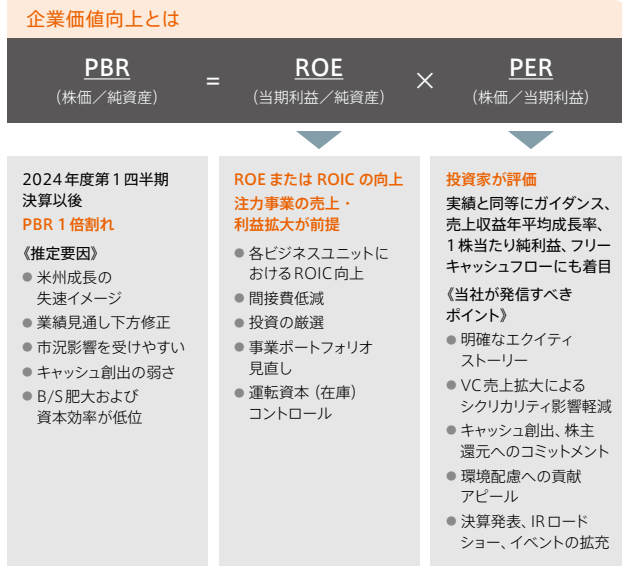 企業価値向上とは
PBR
(株価／純資産)
=
ROE
(当期利益／純資産)
×
PER
(株価／当期利益)
2024年度第1四半期
決算以後
PBR 1倍割れ
《推定要因》
● 米州成長の
失速イメージ
● 業績見通し下方修正
● 市況影響を受けやすい
● キャッシュ創出の弱さ
● B/S肥大および
資本効率が低位
ROEまたは ROIC の向上
注力事業の売上・
利益拡大が前提
● 各ビジネスユニットに
おけるROIC向上
● 間接費低減
● 投資の厳選
● 事業ポートフォリオ
見直し
● 運転資本（在庫）
コントロール
投資家が評価
実績と同等にガイダンス、
売上収益年平均成長率、
1株当たり純利益、フリー
キャッシュフローにも着目
《当社が発信すべき
ポイント》
● 明確なエクイティ
ストーリー
● VC売上拡大による
シクリカリティ影響軽減
● キャッシュ創出、株主
還元へのコミットメント
● 環境配慮への貢献
アピール
● 決算発表、IRロード
ショー、イベントの拡充